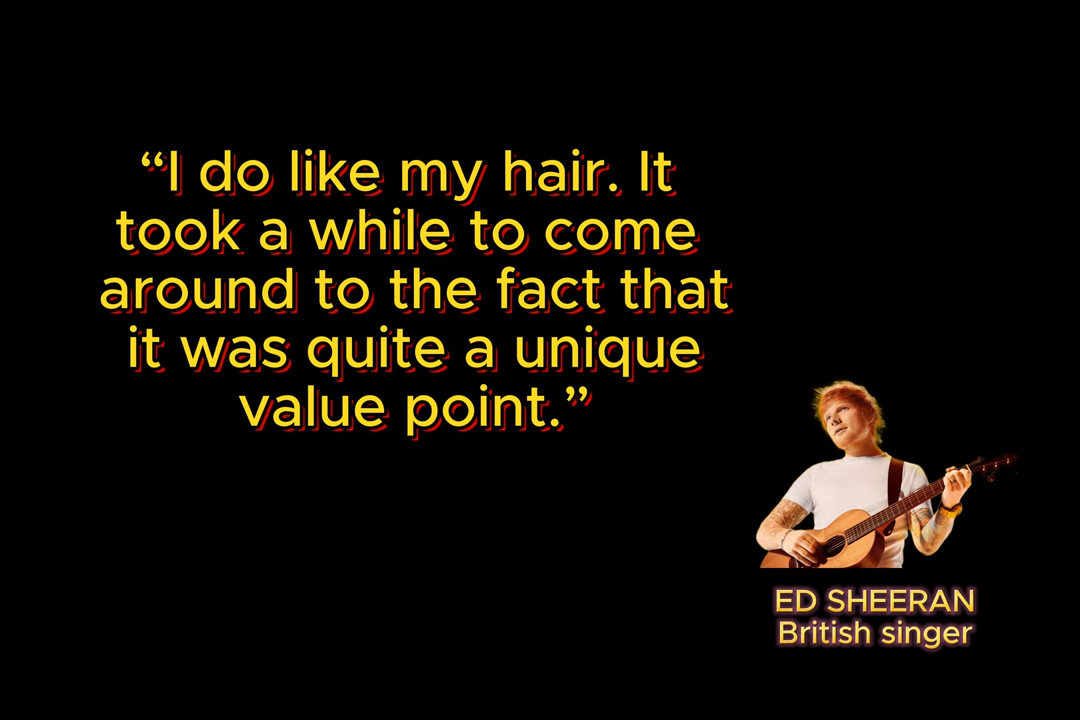 “I do like my hair. It
took a while to come
around to the fact that
it was quite a unique
value point.”
ED SHEERAN
British singer